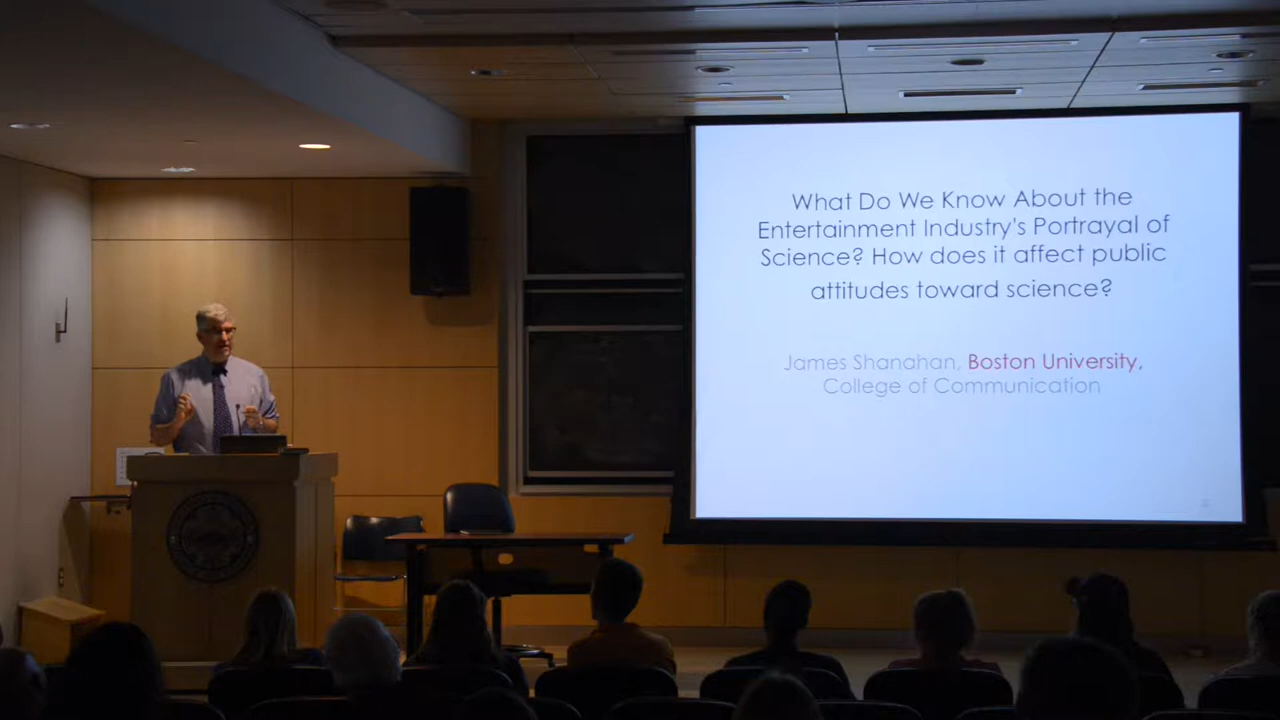 What Do We Know About the
Entertainment Industry's Portrayal of
Science? How does it affect public
attitudes toward science?
James Shanahan, Boston University,
College of Communication